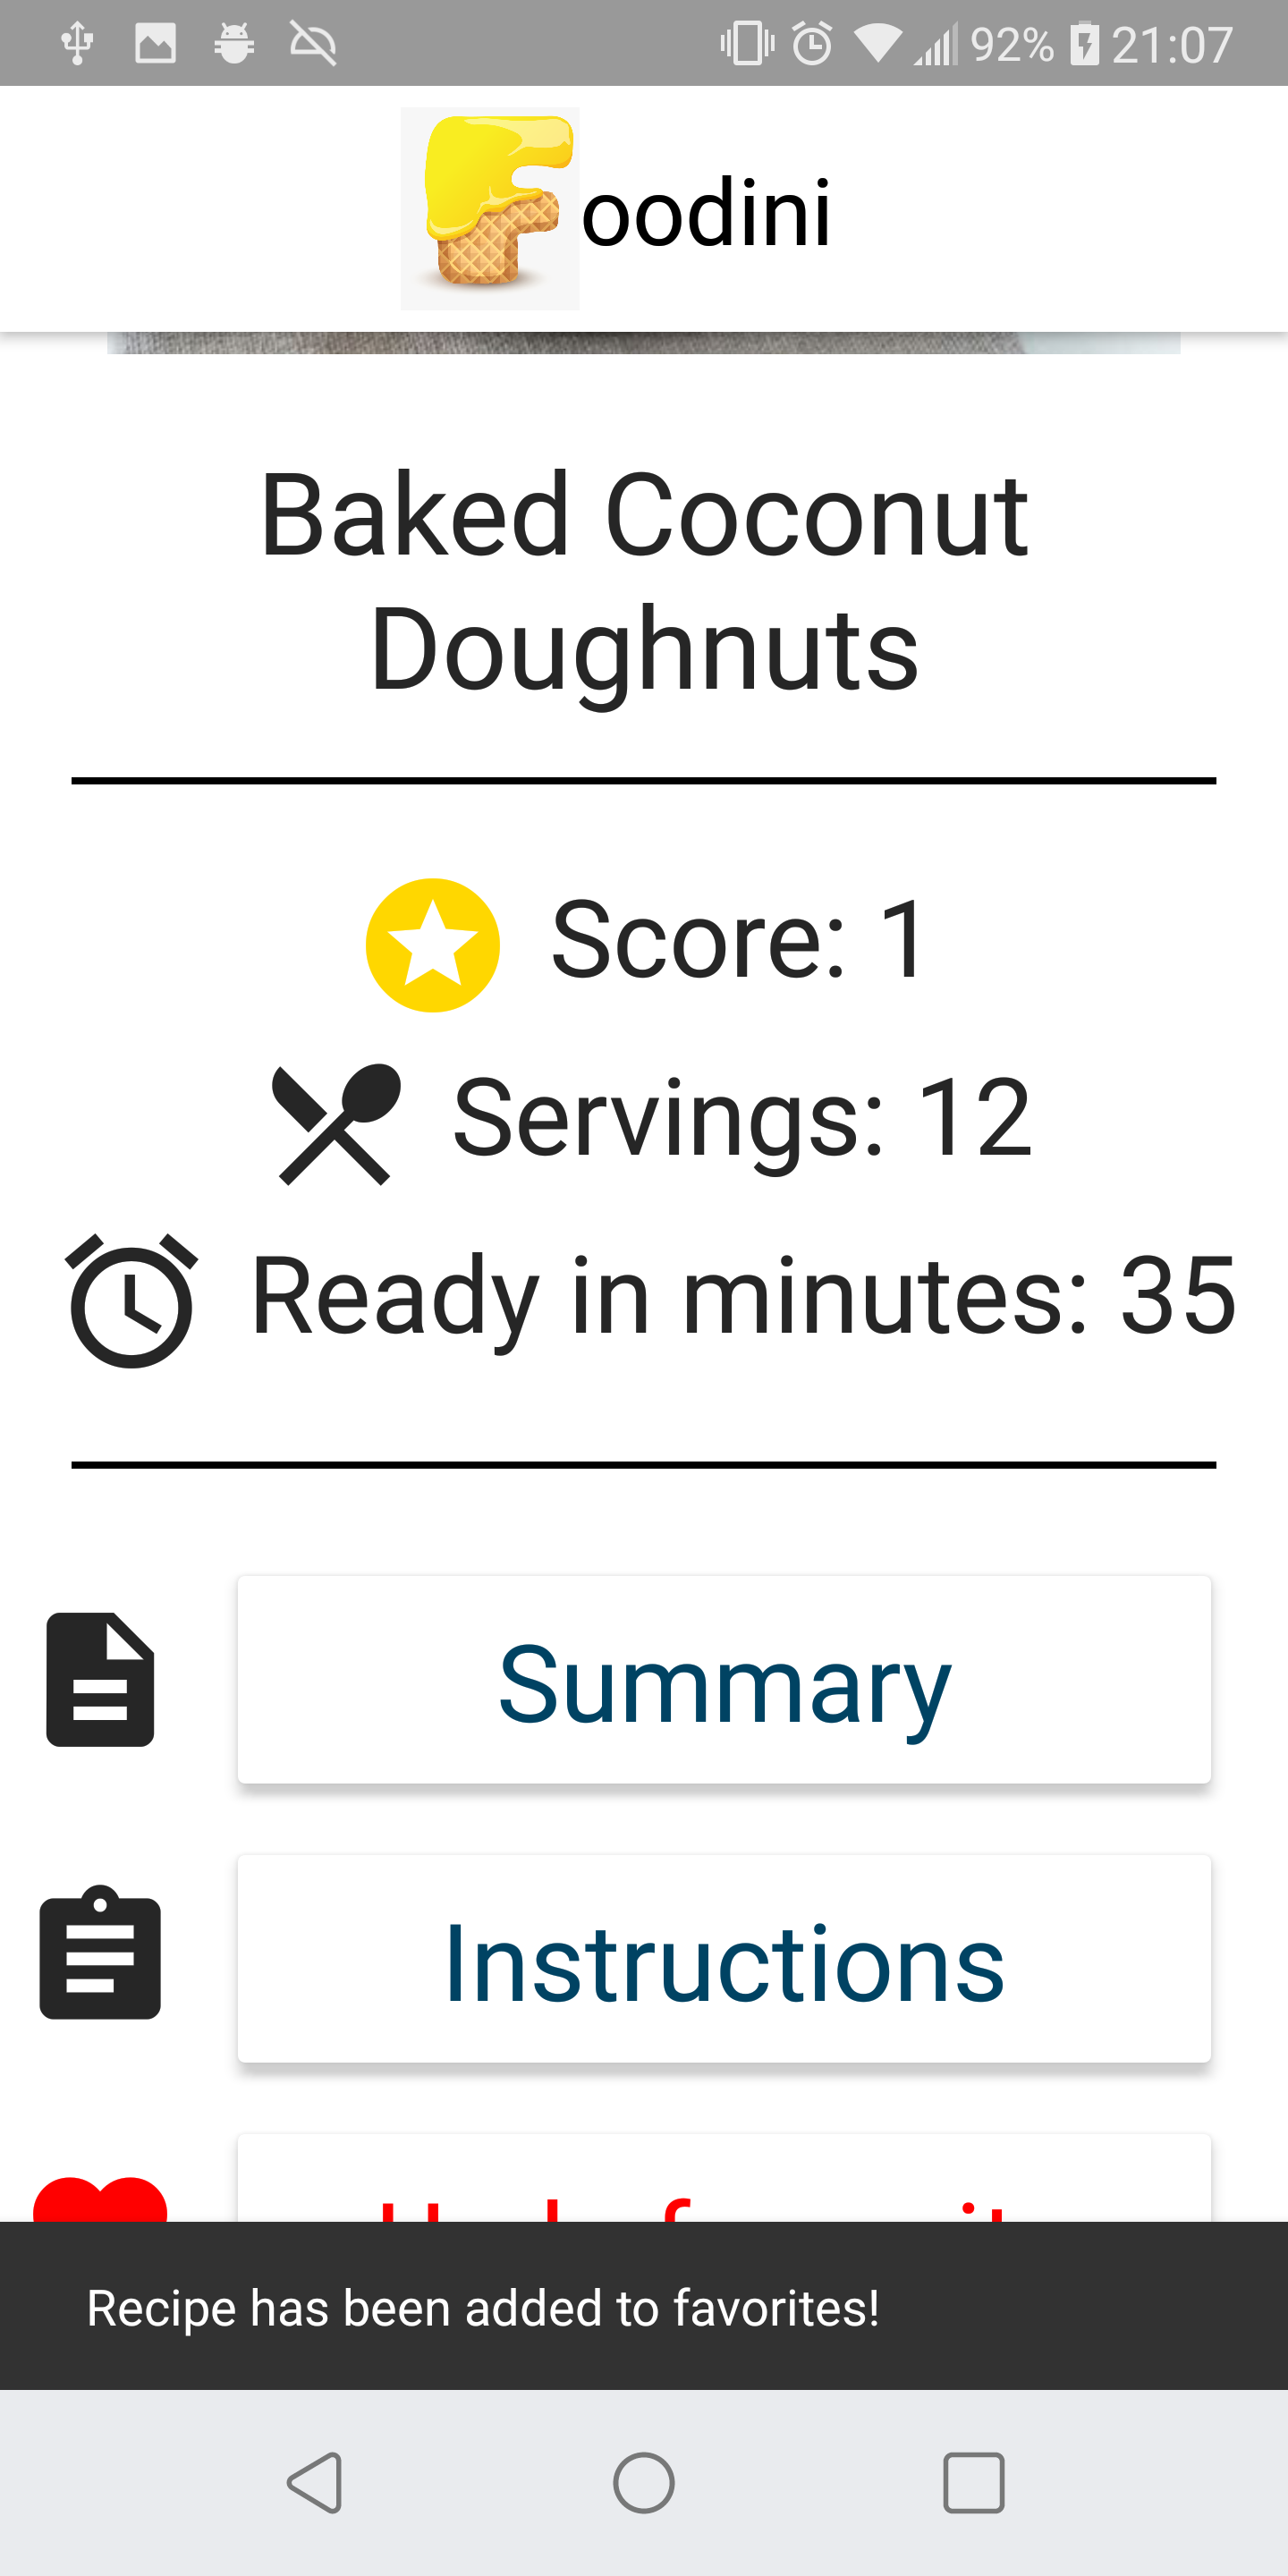 92% 21:07
Foodini
Baked Coconut
Doughnuts
Score: 1
Servings: 12
Ready in minutes: 35
Summary
Instructions
Recipe has been added to favorites!